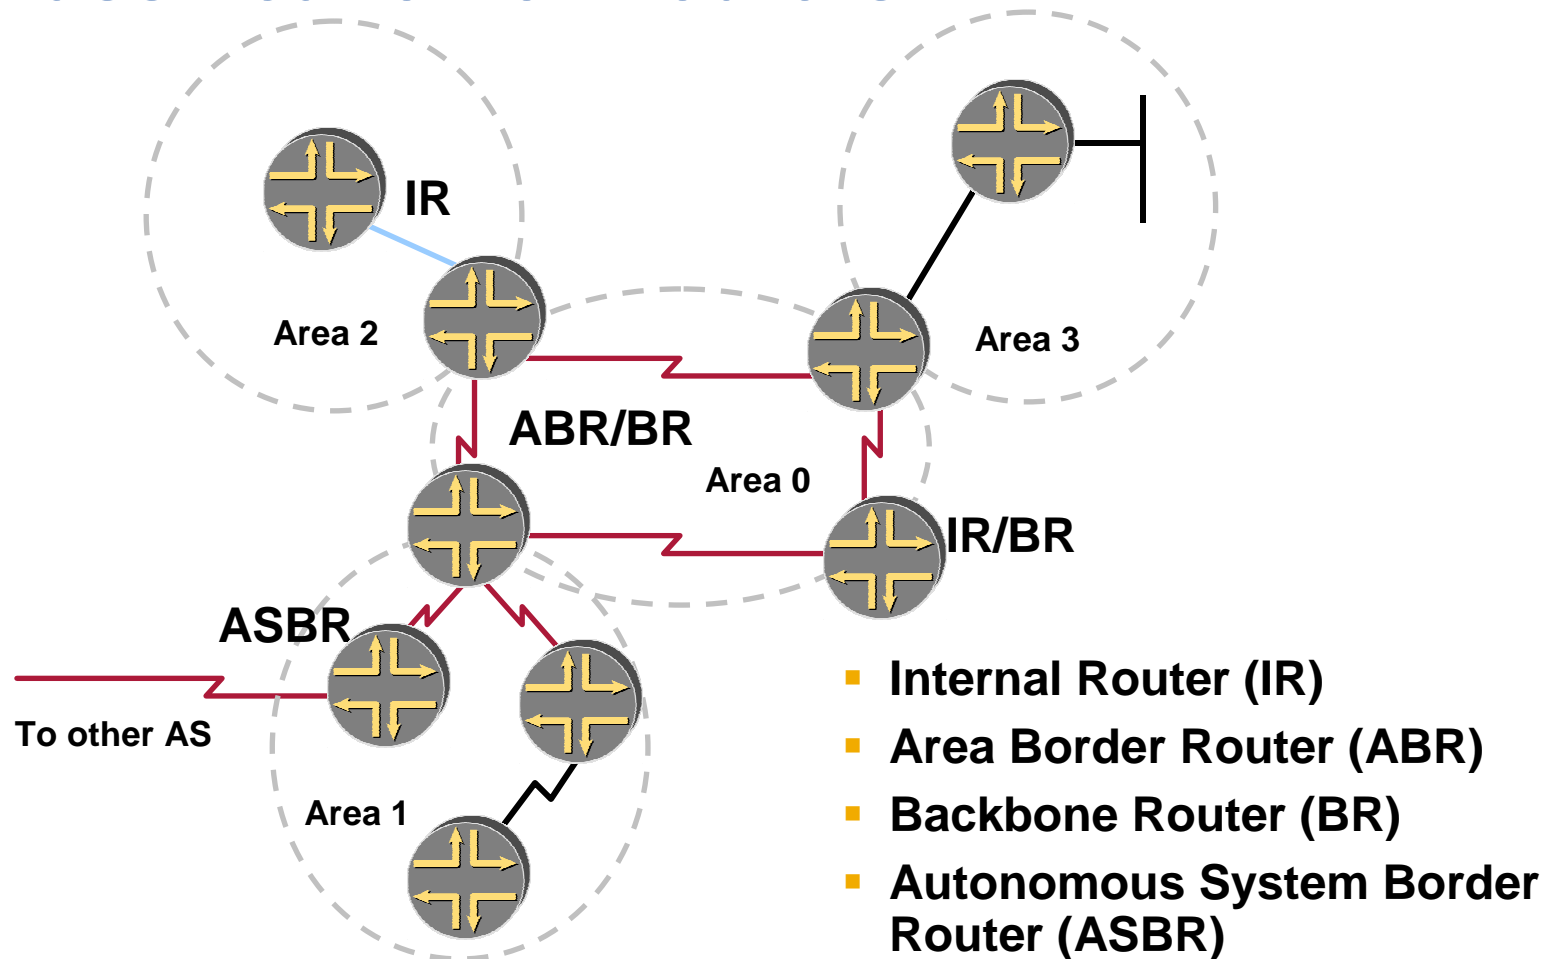 IR
Area 2
Area 3
ABR/BR
Area 0
IR/BR
ASBR
To other AS
Area 1
Internal Router (IR)
Area Border Router (ABR)
Backbone Router (BR)
Autonomous System Border
Router (ASBR)